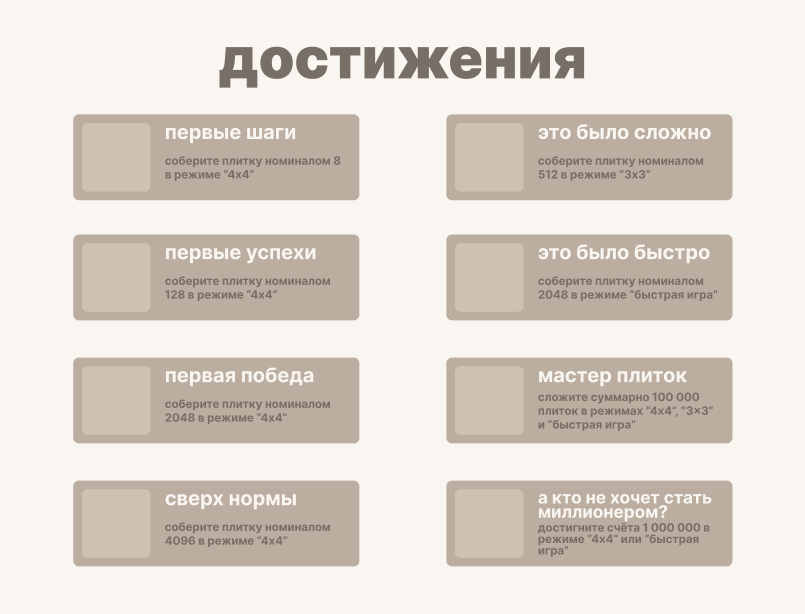 достижения
первые шаги
соберите плитку номиналом 8
в режиме “4x4”
это было сложно
соберите плитку номиналом
512 в режиме “3x3”
первые успехи
соберите плитку номиналом
128 в режиме “4x4”
это было быстро
соберите плитку номиналом
2048 в режиме “быстрая игра”
первая победа
соберите плитку номиналом
2048 в режиме “4x4”
мастер плиток
сложите суммарно 100 000
плиток в режимах “4x4”, “3×3”
и “быстрая игра”
сверх нормы
соберите плитку номиналом
4096 в режиме “4x4”
а кто не хочет стать
миллионером?
достигните счёта 1 000 000 в
режиме “4x4” или “быстрая
игра”